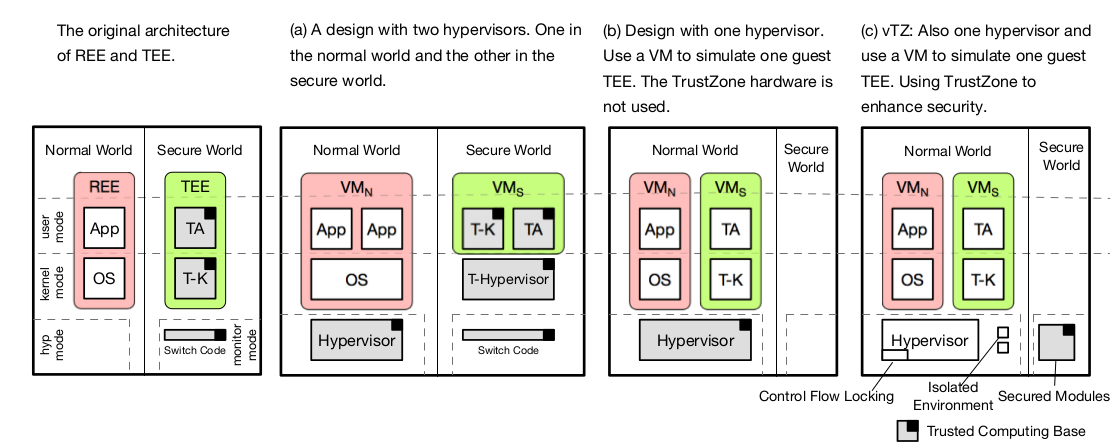 The original architecture
of REE and TEE.
(a) A design with two hypervisors. One in
the normal world and the other in the
secure world.
(b) Design with one hypervisor.
Use a VM to simulate one guest
TEE. The TrustZone hardware is
not used.
(c) vTZ: Also one hypervisor and
use a VM to simulate one guest
TEE. Using TrustZone to
enhance security.
Normal World
Secure World
REE
TEE
user
mode
App
TA
kernel
mode
OS
T-K
hyp
mode
Switch Code
monitor
mode
Normal World
Secure World
VMN
VMS
App
App
T-K
TA
OS
T-Hypervisor
Hypervisor
Switch Code
Normal World
Secure
World
VMN
VMS
App
TA
OS
T-K
Hypervisor
Normal World
Secure
World
VMN
VMS
App
TA
OS
T-K
Hypervisor
Control Flow Locking
Isolated
Environment
Secured Modules
Trusted Computing Base